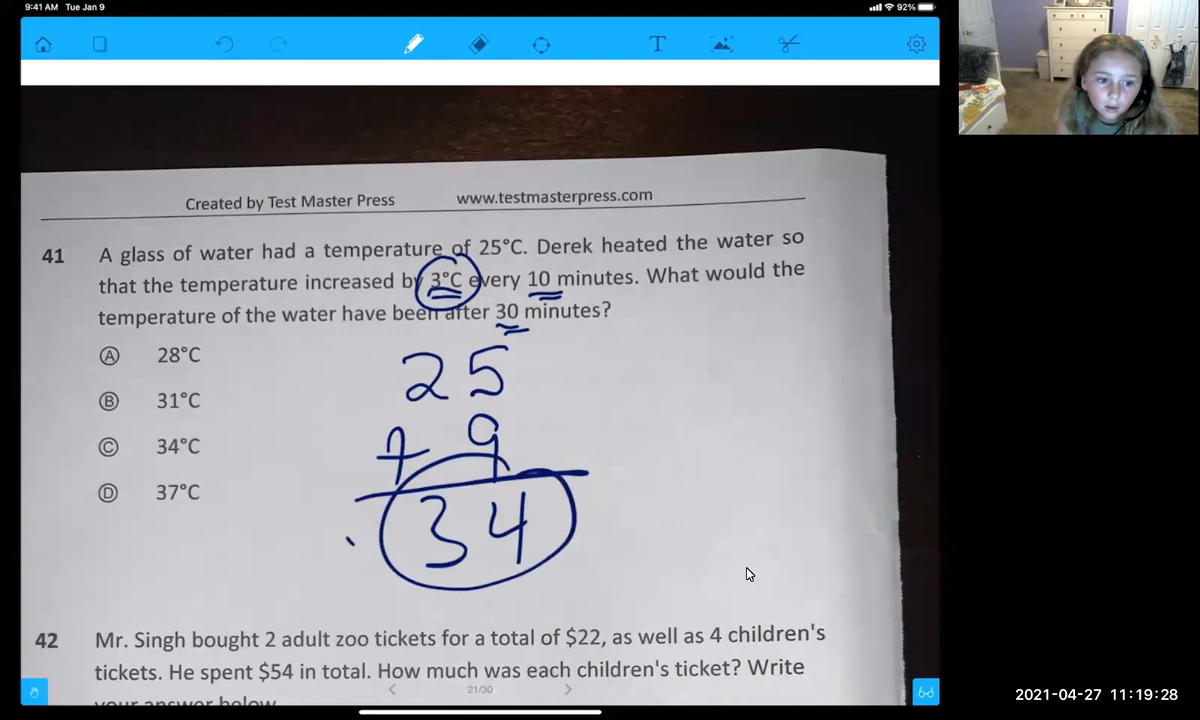 9:41 AM Tue Jan 9
92%
T
Created by Test Master Press www.testmasterpress.com
41 A glass of water had a temperature of 25°C. Derek heated the water so
that the temperature increased by 3°C every 10 minutes. What would the
temperature of the water have been after 30 minutes?
A 28°C
B 31°C
C 34°C
D 37°C
25
+ 9
34
42 Mr. Singh bought 2 adult zoo tickets for a total of $22, as well as 4 children's
tickets. He spent $54 in total. How much was each children's ticket? Write
your answer below.
21/30
2021-04-27 11:19:28